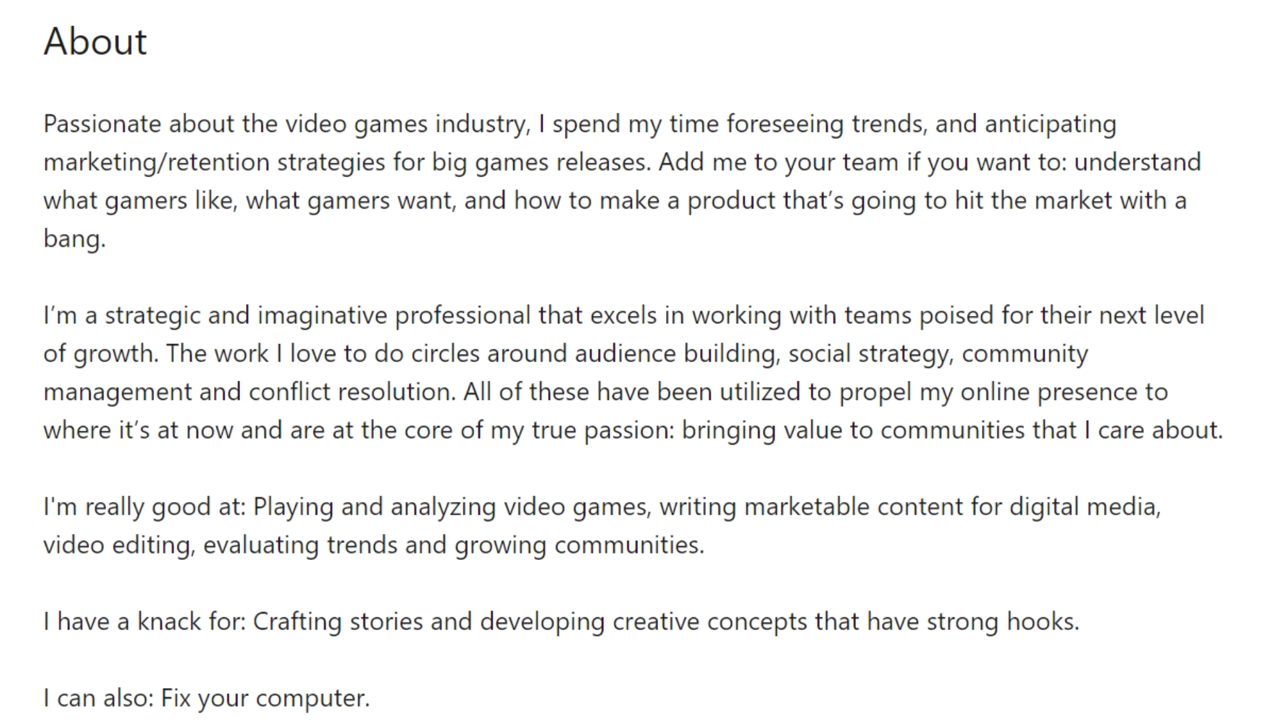 About
Passionate about the video games industry, I spend my time foreseeing trends, and anticipating
marketing/retention strategies for big games releases. Add me to your team if you want to: understand
what gamers like, what gamers want, and how to make a product that’s going to hit the market with a
bang.
I’m a strategic and imaginative professional that excels in working with teams poised for their next level
of growth. The work I love to do circles around audience building, social strategy, community
management and conflict resolution. All of these have been utilized to propel my online presence to
where it’s at now and are at the core of my true passion: bringing value to communities that I care about.
I'm really good at: Playing and analyzing video games, writing marketable content for digital media,
video editing, evaluating trends and growing communities.
I have a knack for: Crafting stories and developing creative concepts that have strong hooks.
I can also: Fix your computer.